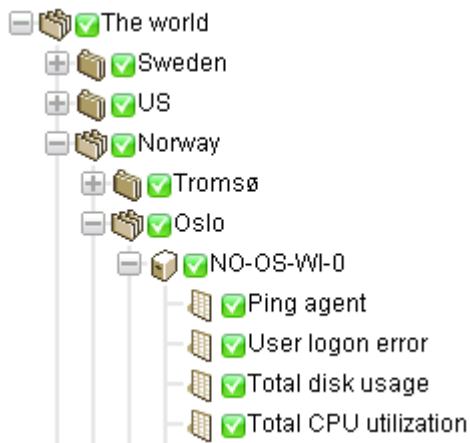 The world
Sweden
US
Norway
Tromsø
Oslo
NO-OS-WI-0
Ping agent
User logon error
Total disk usage
Total CPU utilization